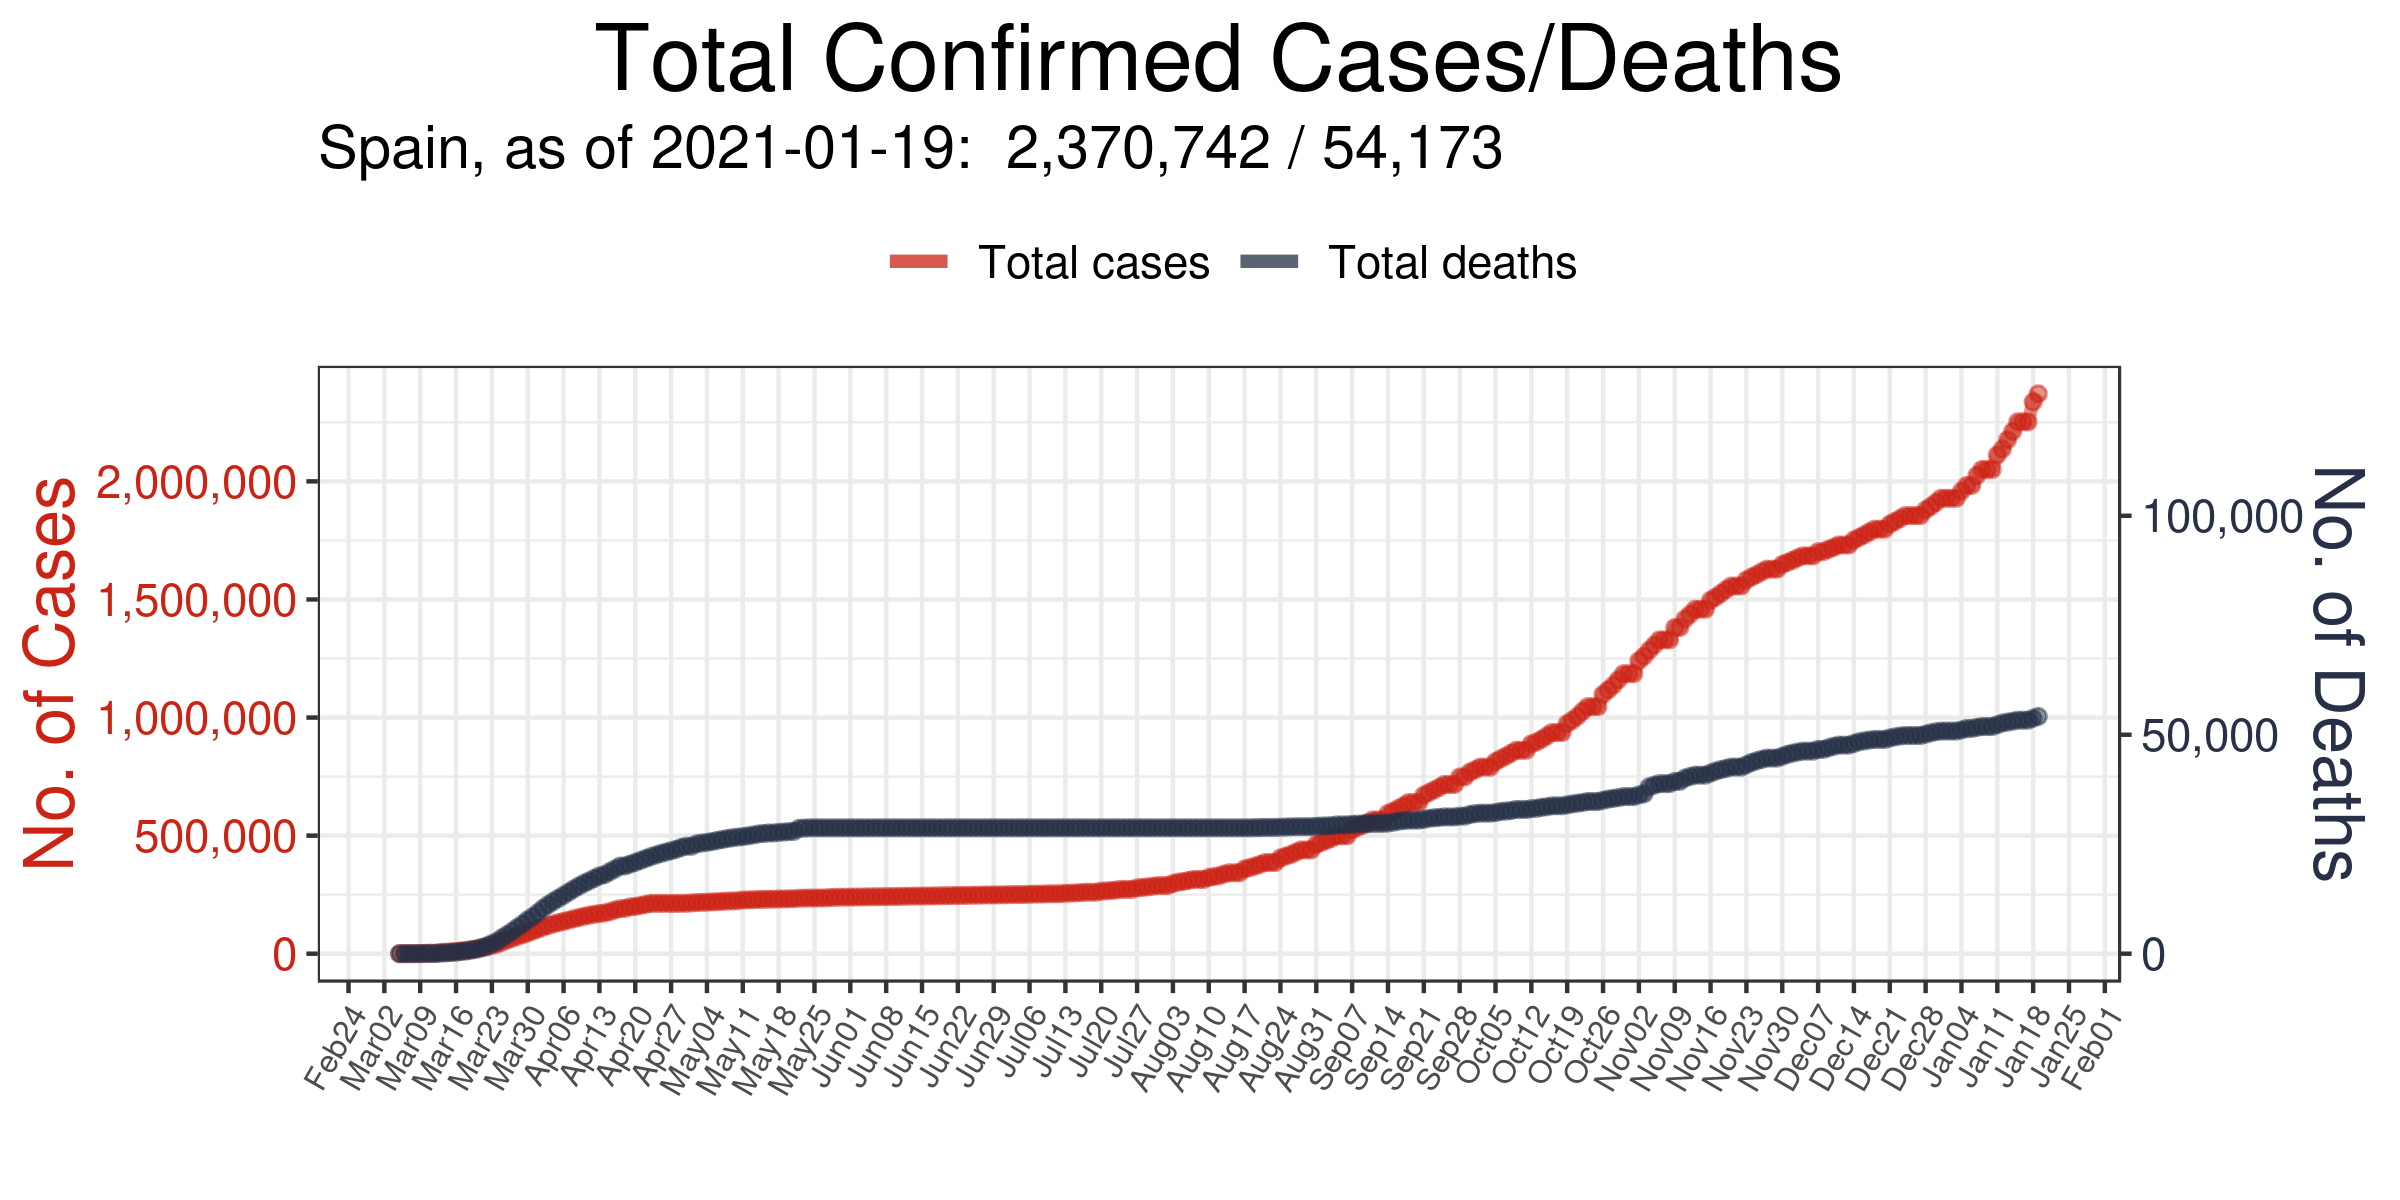 Total Confirmed Cases/Deaths
Spain, as of 2021-01-19:  2,370,742 / 54,173
Total cases
Total deaths
No. of Cases
2,000,000
1,500,000
1,000,000
500,000
0
No. of Deaths
100,000
50,000
0
Feb24
Mar02
Mar09
Mar16
Mar23
Mar30
Apr06
Apr13
Apr20
Apr27
May04
May11
May18
May25
Jun01
Jun08
Jun15
Jun22
Jun29
Jul06
Jul13
Jul20
Jul27
Aug03
Aug10
Aug17
Aug24
Aug31
Sep07
Sep14
Sep21
Sep28
Oct05
Oct12
Oct19
Oct26
Nov02
Nov09
Nov16
Nov23
Nov30
Dec07
Dec14
Dec21
Dec28
Jan04
Jan11
Jan18
Jan25
Feb01